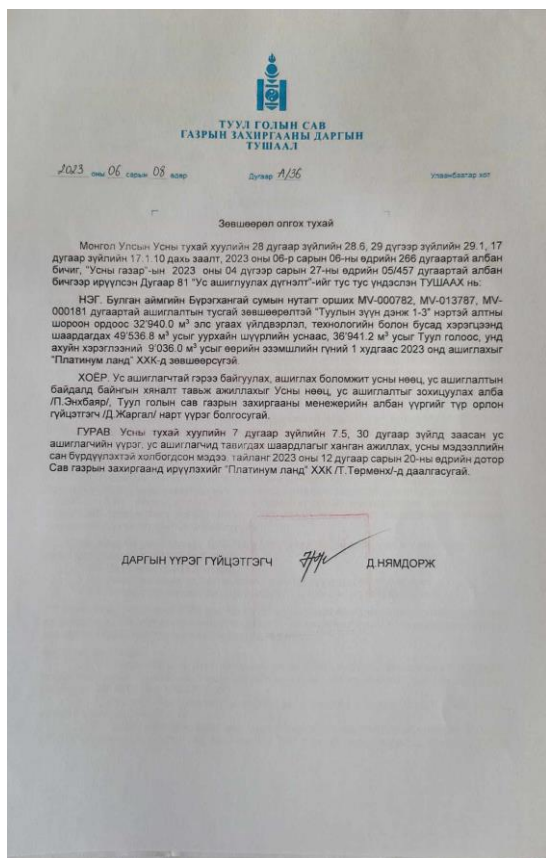 ТУУЛ ГОЛЫН САВ
ГАЗРЫН ЗАХИРГААНЫ ДАРГЫН
ТУШААЛ
2023 оны 06 сарын 08 өдөр Дугаар А/36 Улаанбаатар хот
Зөвшөөрөл олгох тухай
Монгол Улсын Усны тухай хуулийн 28 дугаар зүйлийн 28.6, 29 дүгээр зүйлийн 29.1, 17
дугаар зүйлийн 17.1.10 дахь заалт, 2023 оны 06-р сарын 06-ны өдрийн 266 дугаартай албан
бичиг, "Усны газар"-ын 2023 оны 04 дүгээр сарын 27-ны өдрийн 05/457 дугаартай албан
бичгээр ирүүлсэн Дугаар 81 "Ус ашиглуулах дүгнэлт"-ийг тус тус үндэслэн ТУШААХ нь:
НЭГ. Булган аймгийн Бүрэгхангай сумын нутагт орших MV-000782, MV-013787, MV-
000181 дугаартай ашиглалтын тусгай зөвшөөрөлтэй "Туулын зүүн дэнж 1-3" нэртэй алтны
шороон ордоос 32'940.0 м³ элс угаах үйлдвэрлэл, технологийн болон бусад хэрэгцээнд
шаардагдах 49'536.8 м³ усыг уурхайн шүүрлийн уснаас, 36'941.2 м³ усыг Туул голоос, унд
ахуйн хэрэглээний 9'036.0 м³ усыг өөрийн эзэмшлийн гүний 1 худгаас 2023 онд ашиглахыг
"Платинум ланд" ХХК-д зөвшөөрсүгэй.
ХОЁР. Ус ашиглагчтай гэрээ байгуулах, ашиглах боломжит усны нөөц, ус ашиглалтын
байдалд байнгын хяналт тавьж ажиллахыг Усны нөөц, ус ашиглалтыг зохицуулах алба
/П.Энхбаяр/, Туул голын сав газрын захиргааны менежерийн албан үүргийг түр орлон
гүйцэтгэгч /Д.Жаргал/ нарт үүрэг болгосугай.
ГУРАВ Усны тухай хуулийн 7 дугаар зүйлийн 7.5, 30 дугаар зүйлд заасан ус
ашиглагчийн үүрэг, ус ашиглагчид тавигдах шаардлагыг ханган ажиллах, усны мэдээллийн
сан бүрдүүлэхтэй холбогдсон мэдээ, тайланг 2023 оны 12 дугаар сарын 20-ны өдрийн дотор
Сав газрын захиргаанд ирүүлэхийг "Платинум ланд" ХХК /Т.Төрмөнх/-д даалгасугай.
ДАРГЫН ҮҮРЭГ ГҮЙЦЭТГЭГЧ Д.НЯМДОРЖ